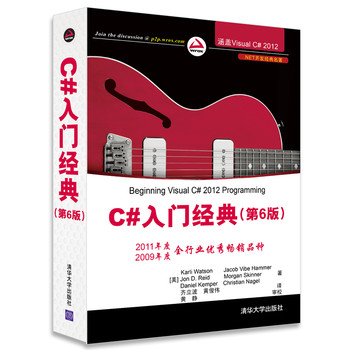 Join the discussion @ p2p.wrox.com
wrox
涵盖Visual C# 2012
.NET开发经典名著
Beginning Visual C# 2012 Programming
C#入门经典(第6版)
2011年度
2009年度
全行业优秀畅销品种
Karli Watson
Jacob Vibe Hammer
[美] Jon D. Reid
Morgan Skinner
著
Daniel Kemper
Christian Nagel
齐立波 黄俊伟
译
黄静
审校
清华大学出版社
wrox
C#入门经典
(第6版)
清华大学出版社